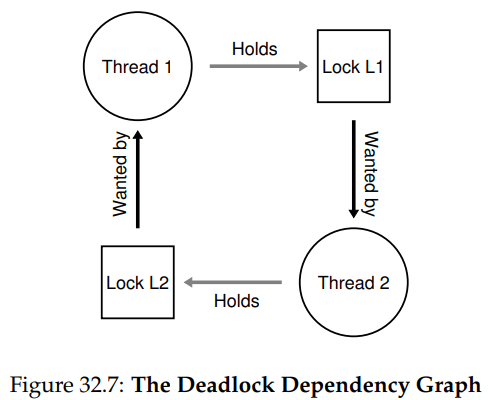 Thread 1
Holds
Lock L1
Wanted by
Wanted by
Lock L2
Holds
Thread 2
Figure 32.7: The Deadlock Dependency Graph